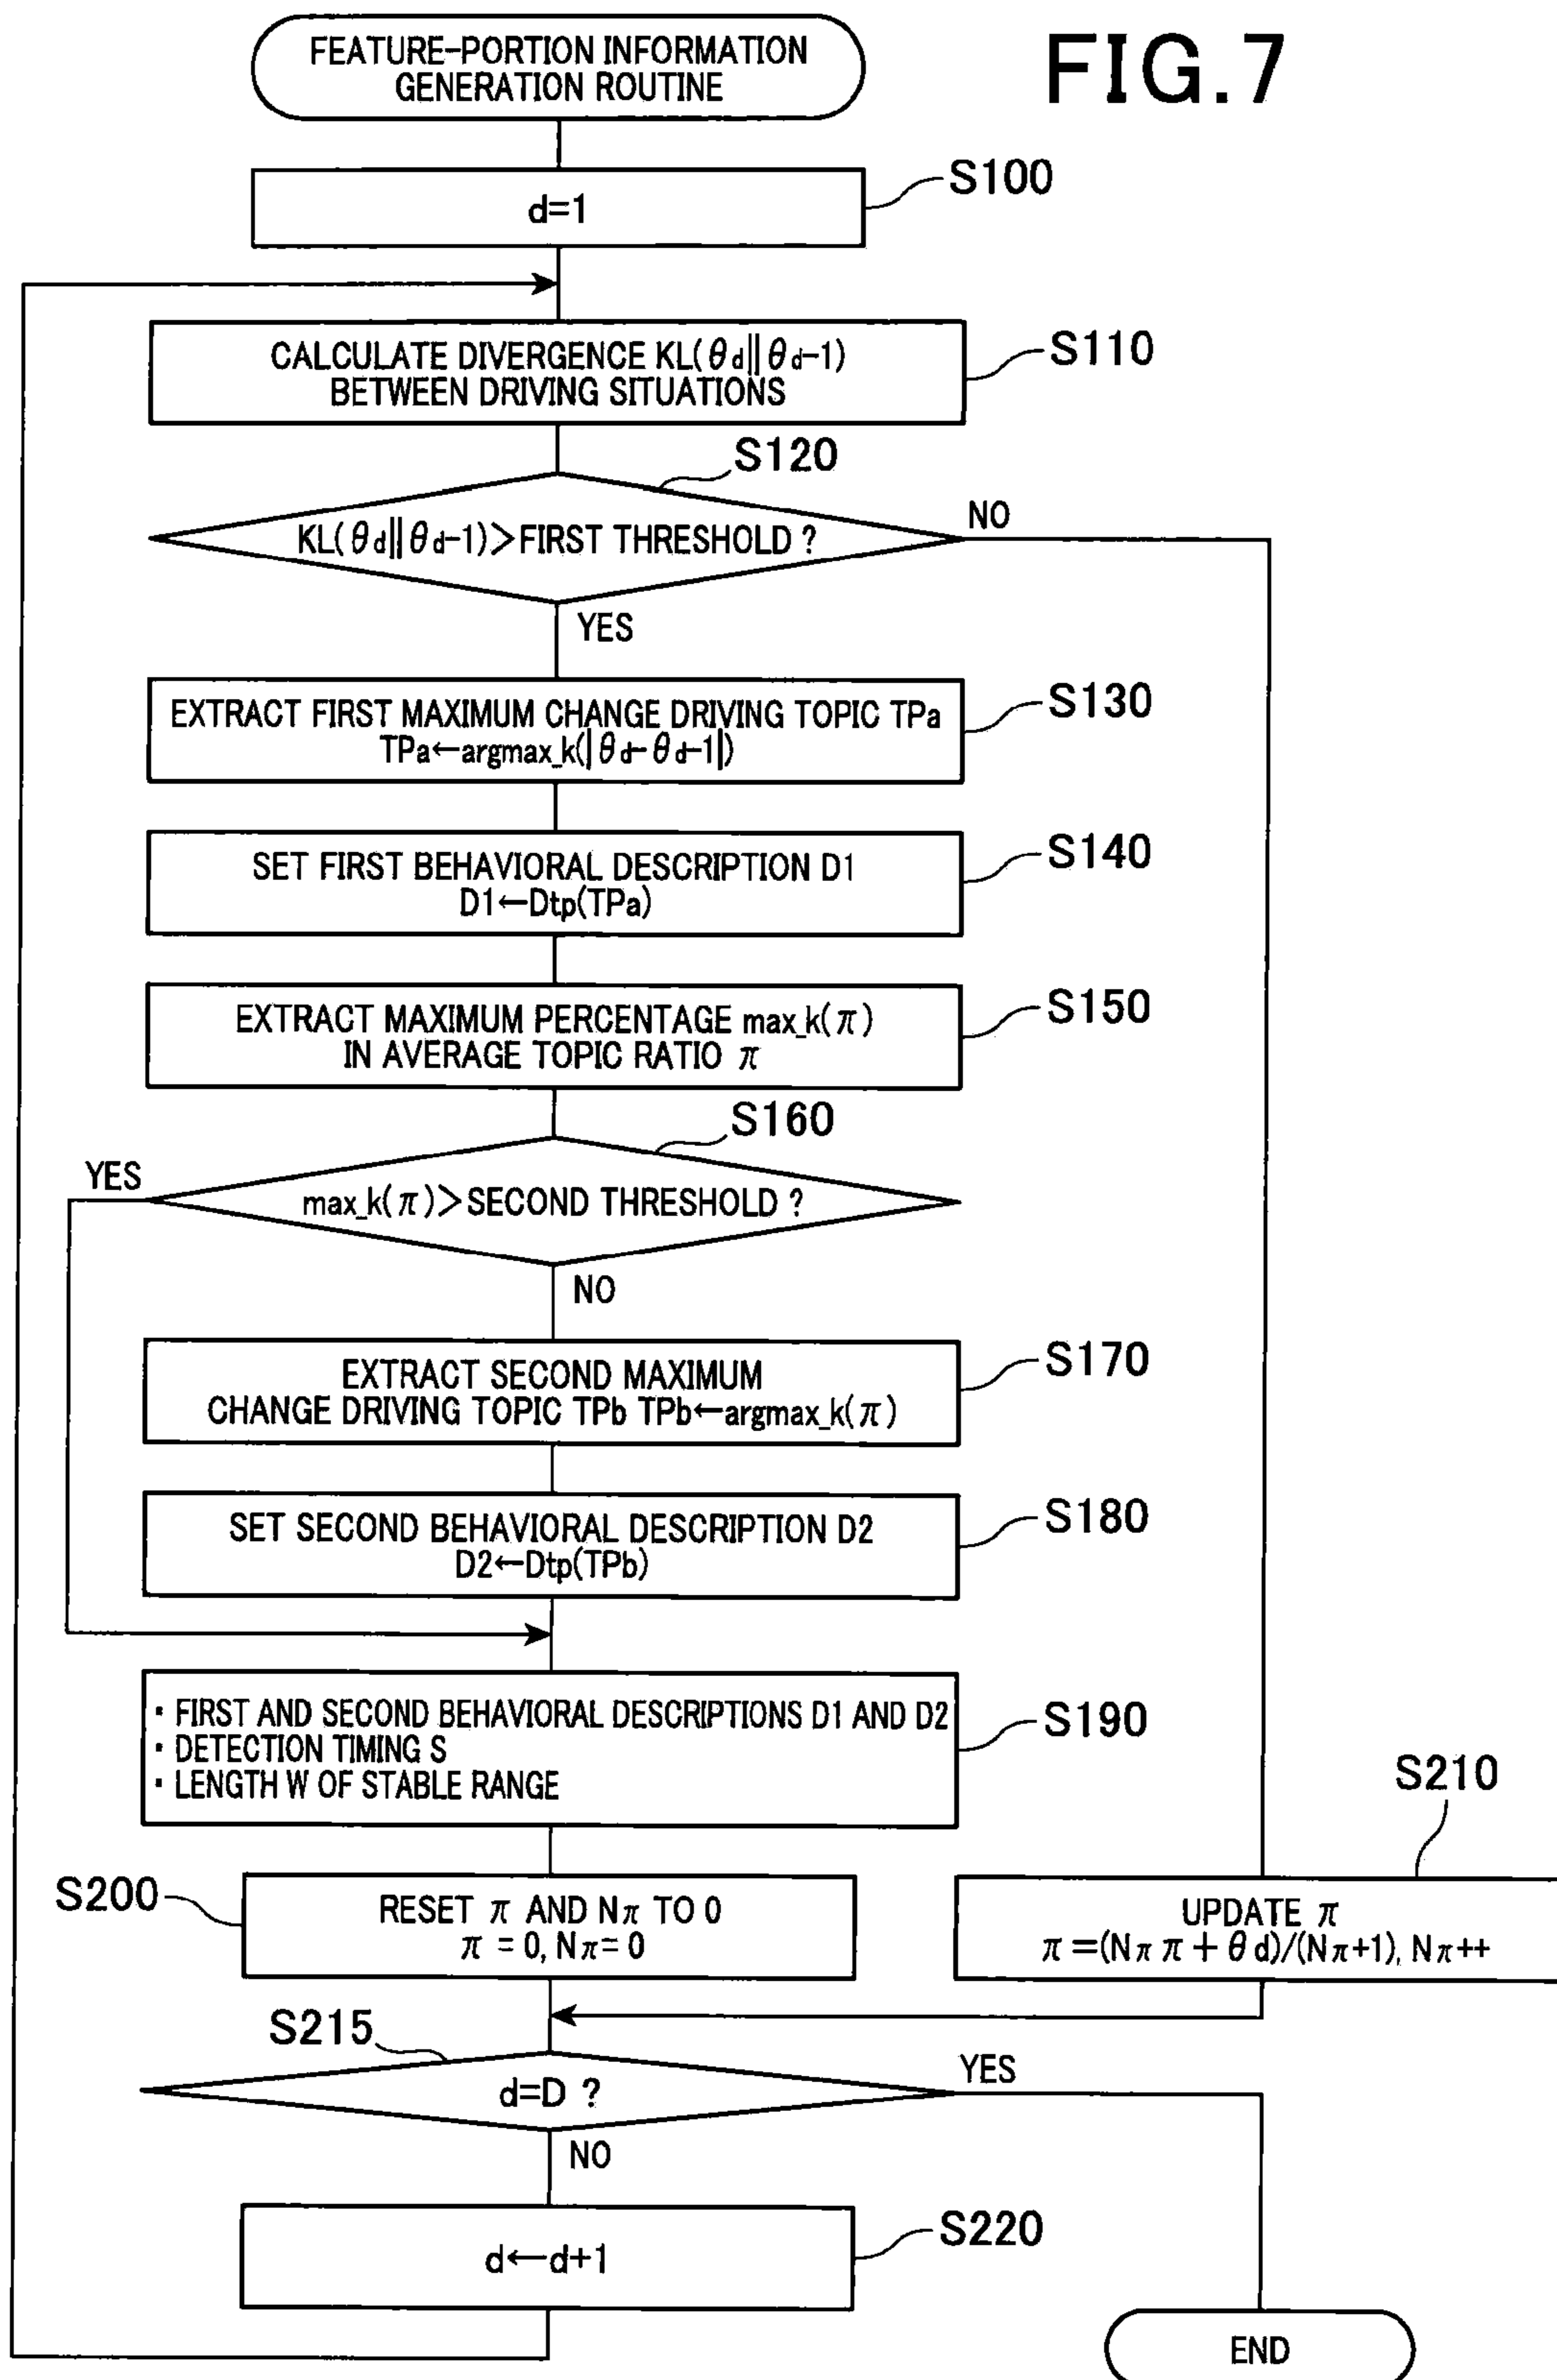 FIG.7
FEATURE-PORTION INFORMATION
GENERATION ROUTINE
S100
d=1
S110
CALCULATE DIVERGENCE KL(θd||θd-1)
BETWEEN DRIVING SITUATIONS
S120
KL(θd||θd-1)>FIRST THRESHOLD ?
NO
YES
S130
EXTRACT FIRST MAXIMUM CHANGE DRIVING TOPIC TPa
TPa←argmax_k(|θd-θd-1|)
S140
SET FIRST BEHAVIORAL DESCRIPTION D1
D1←Dtp(TPa)
S150
EXTRACT MAXIMUM PERCENTAGE max_k(π)
IN AVERAGE TOPIC RATIO π
S160
YES
max_k(π)>SECOND THRESHOLD ?
NO
S170
EXTRACT SECOND MAXIMUM
CHANGE DRIVING TOPIC TPb TPb←argmax_k(π)
S180
SET SECOND BEHAVIORAL DESCRIPTION D2
D2←Dtp(TPb)
S190
・FIRST AND SECOND BEHAVIORAL DESCRIPTIONS D1 AND D2
・DETECTION TIMING S
・LENGTH W OF STABLE RANGE
S200
RESET π AND Nπ TO 0
π=0, Nπ=0
S210
UPDATE π
π=(Nππ+θd)/(Nπ+1), Nπ++
S215
d=D ?
YES
NO
S220
d←d+1
END